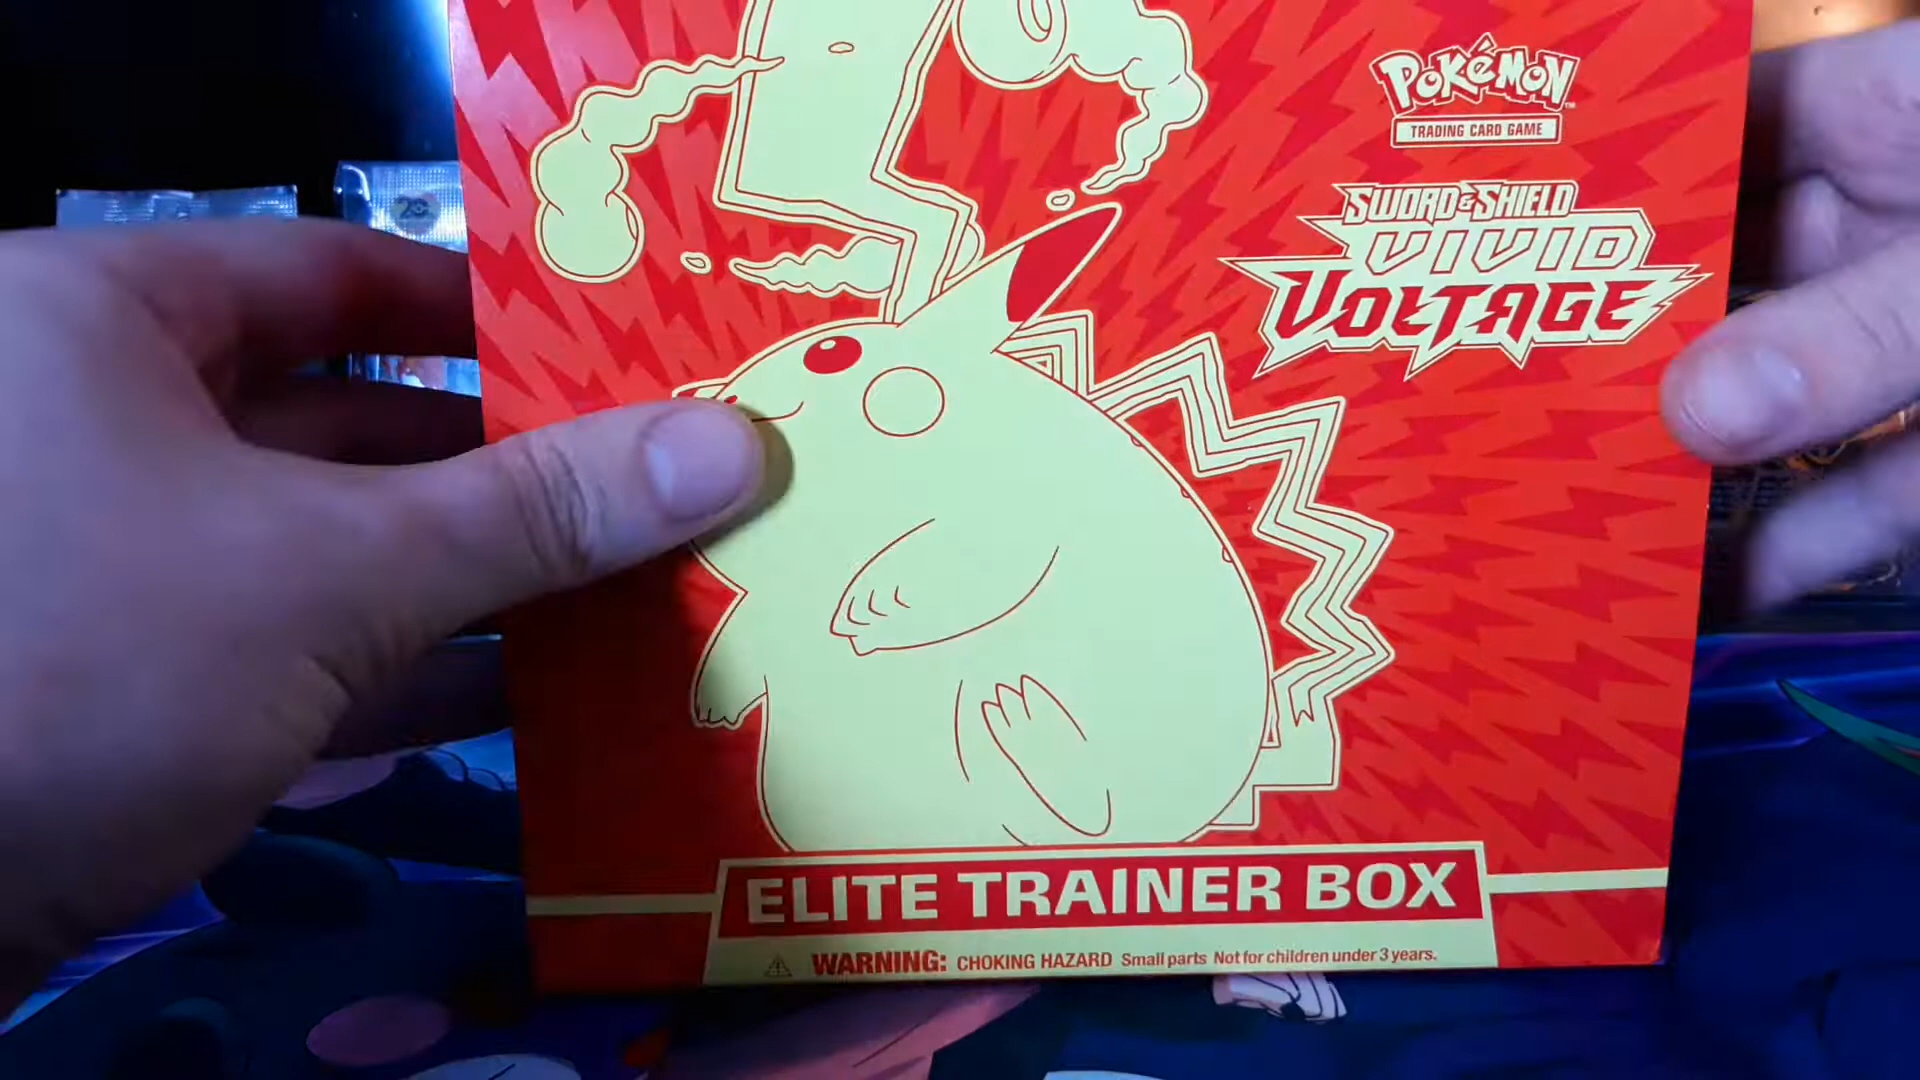 POKéMON
TRADING CARD GAME
SWORD & SHIELD
VIVID
VOLTAGE
ELITE TRAINER BOX
WARNING: CHOKING HAZARD Small parts Not for children under 3 years.